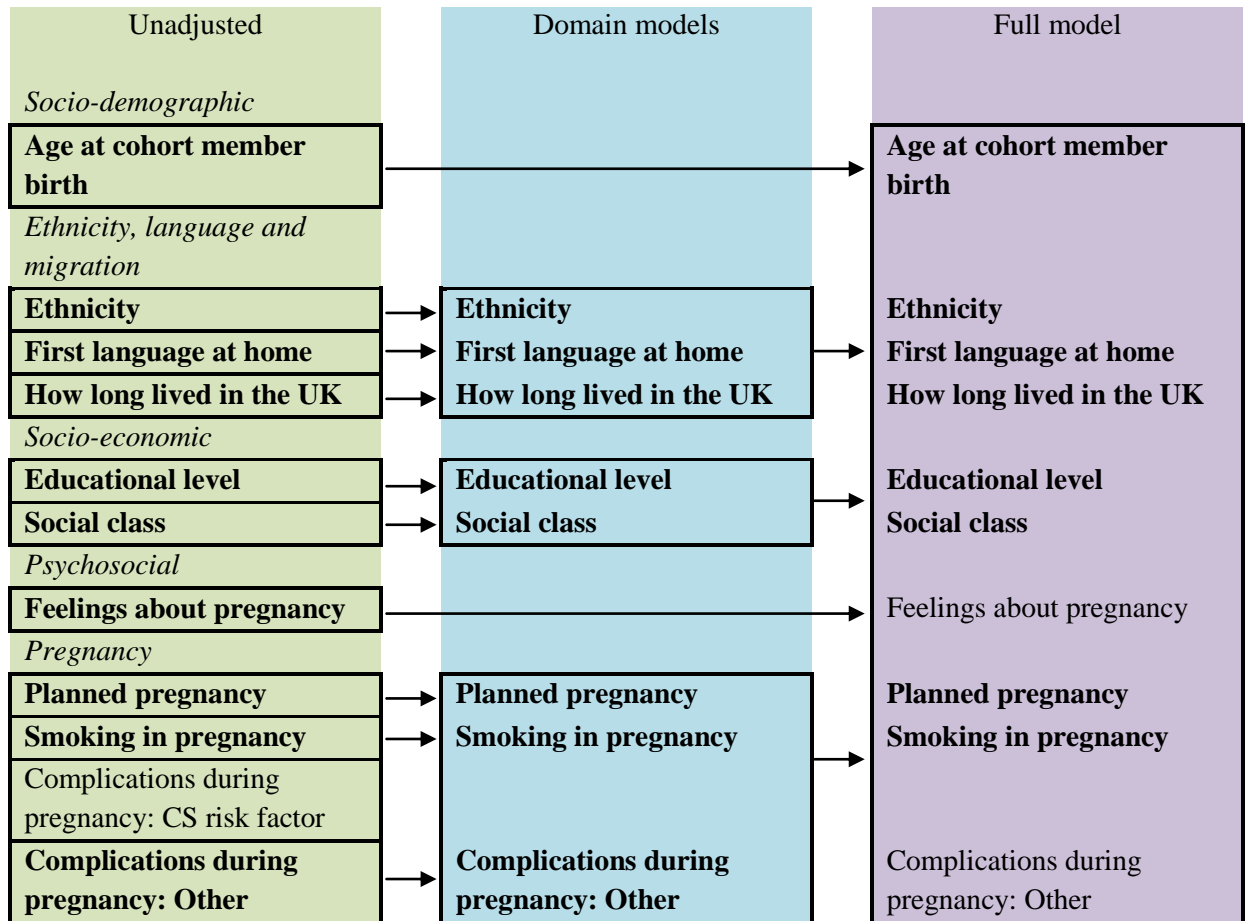 Unadjusted
Domain models
Full model
Socio-demographic
Age at cohort member
birth
Age at cohort member
birth
Ethnicity, language and
migration
Ethnicity
Ethnicity
Ethnicity
First language at home
First language at home
First language at home
How long lived in the UK
How long lived in the UK
How long lived in the UK
Socio-economic
Educational level
Educational level
Educational level
Social class
Social class
Social class
Psychosocial
Feelings about pregnancy
Feelings about pregnancy
Pregnancy
Planned pregnancy
Planned pregnancy
Planned pregnancy
Smoking in pregnancy
Smoking in pregnancy
Smoking in pregnancy
Complications during
pregnancy: CS risk factor
Complications during
pregnancy: Other
Complications during
pregnancy: Other
Complications during
pregnancy: Other